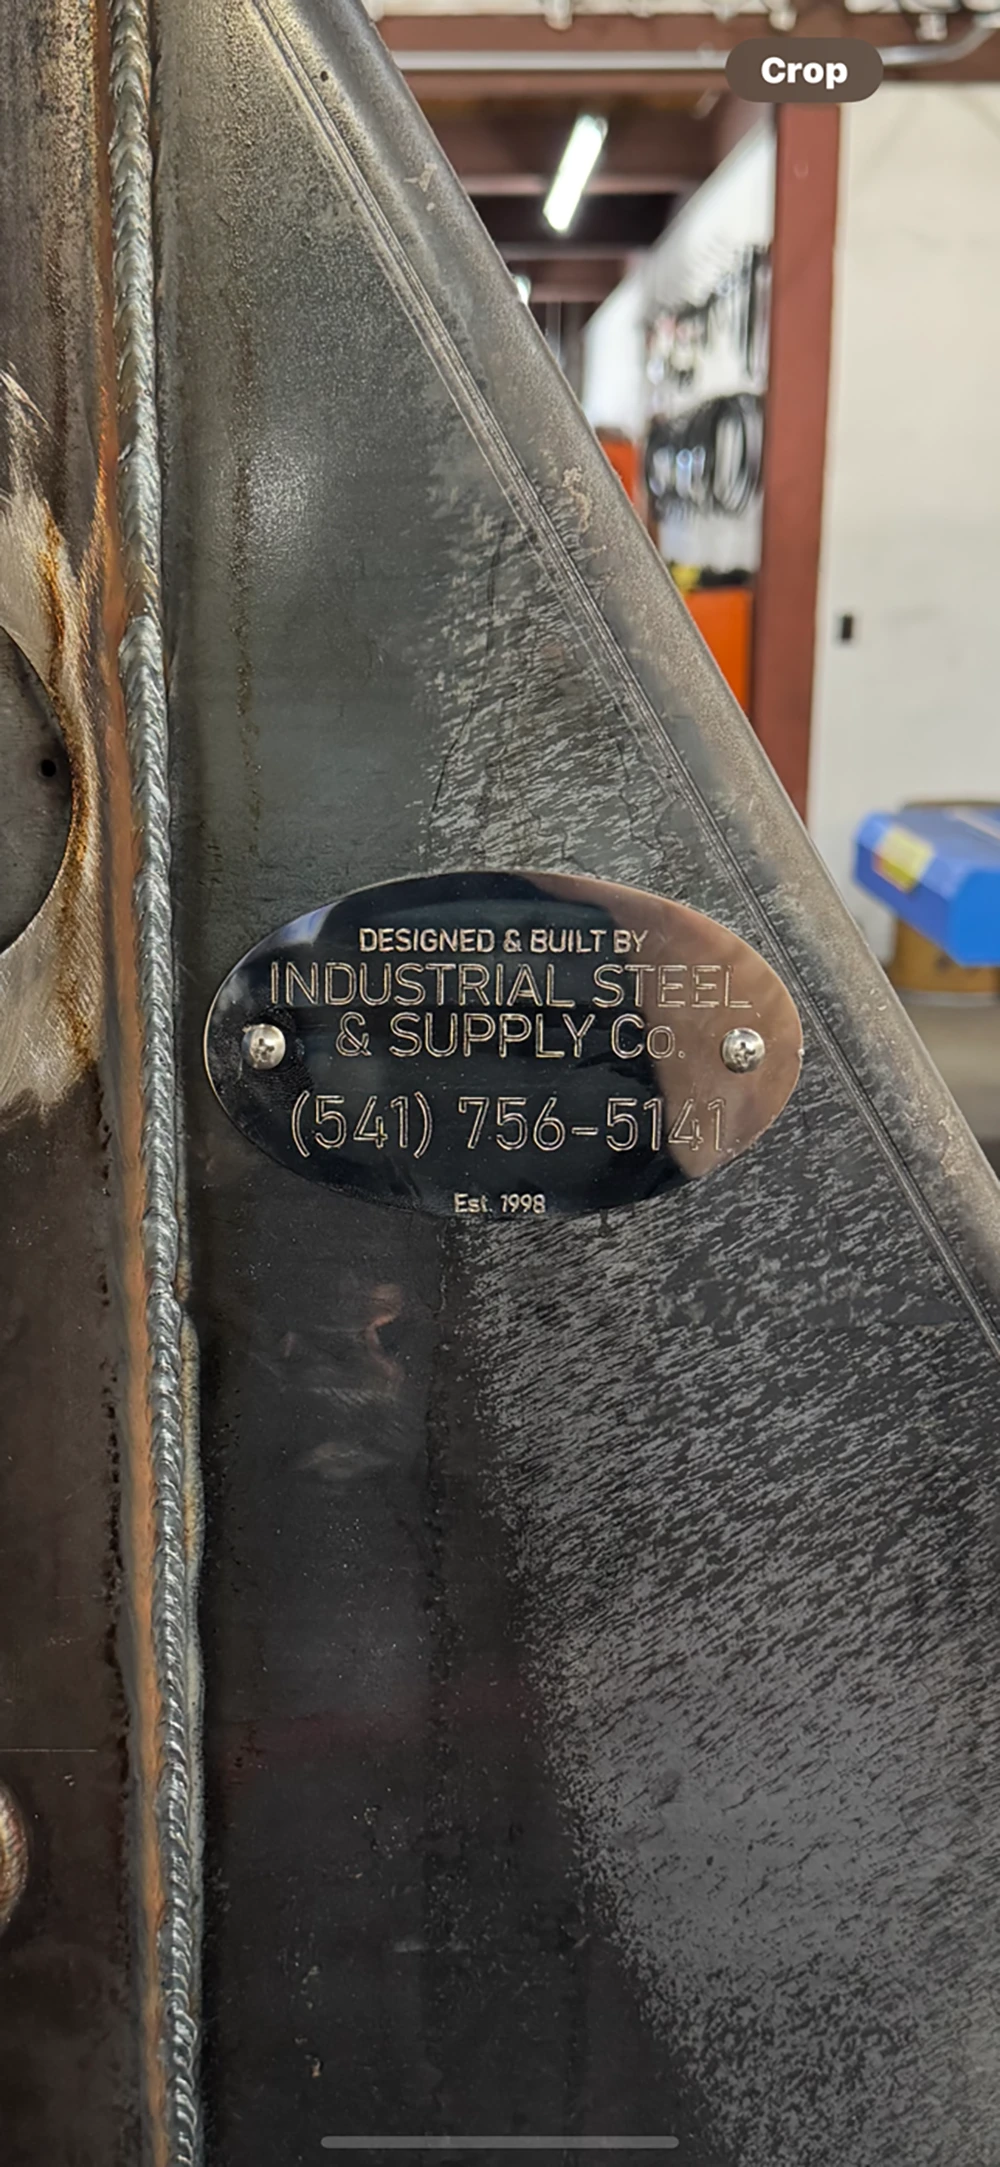 Crop
DESIGNED & BUILT BY
INDUSTRIAL STEEL
& SUPPLY Co.
(541) 756-5141
Est. 1998